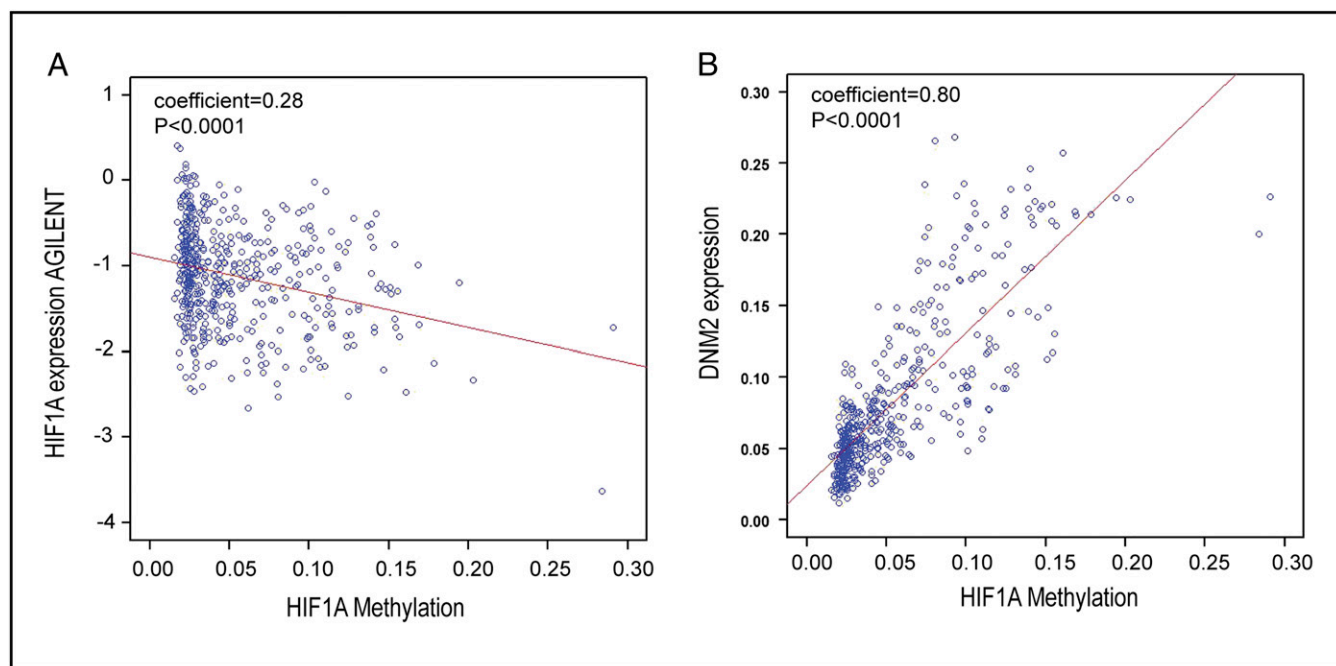 A
coefficient=0.28
P<0.0001
HIF1A expression AGILENT
1
0
-1
-2
-3
-4
0.00 0.05 0.10 0.15 0.20 0.25 0.30
HIF1A Methylation
B
coefficient=0.80
P<0.0001
DNM2 expression
0.30
0.25
0.20
0.15
0.10
0.05
0.00
0.00 0.05 0.10 0.15 0.20 0.25 0.30
HIF1A Methylation